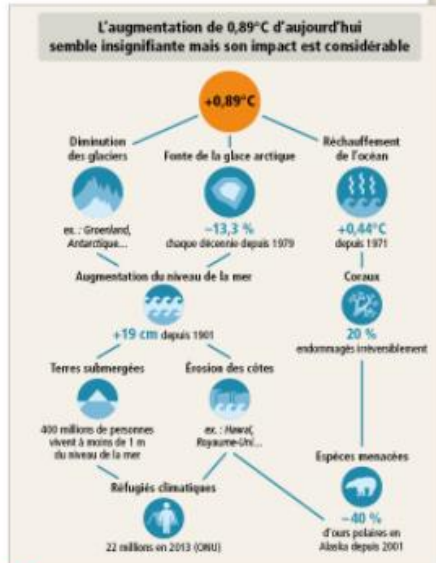 L'augmentation de 0,89°C d'aujourd'hui
semble insignifiante mais son impact est considérable
+0,89°C
Diminution
des glaciers
Fonte de la glace arctique
Réchauffement
de l'océan
ex. : Groenland,
Antarctique...
–13,3 %
chaque décennie depuis 1979
+0,44°C
depuis 1971
Augmentation du niveau de la mer
+19 cm depuis 1901
Coraux
20 %
endommagés irréversiblement
Terres submergées
Érosion des côtes
400 millions de personnes
vivent à moins de 1 m
du niveau de la mer
ex. : Hawaï,
Royaume-Uni...
Espèces menacées
Réfugiés climatiques
22 millions en 2013 (ONU)
–40 %
d'ours polaires en
Alaska depuis 2001